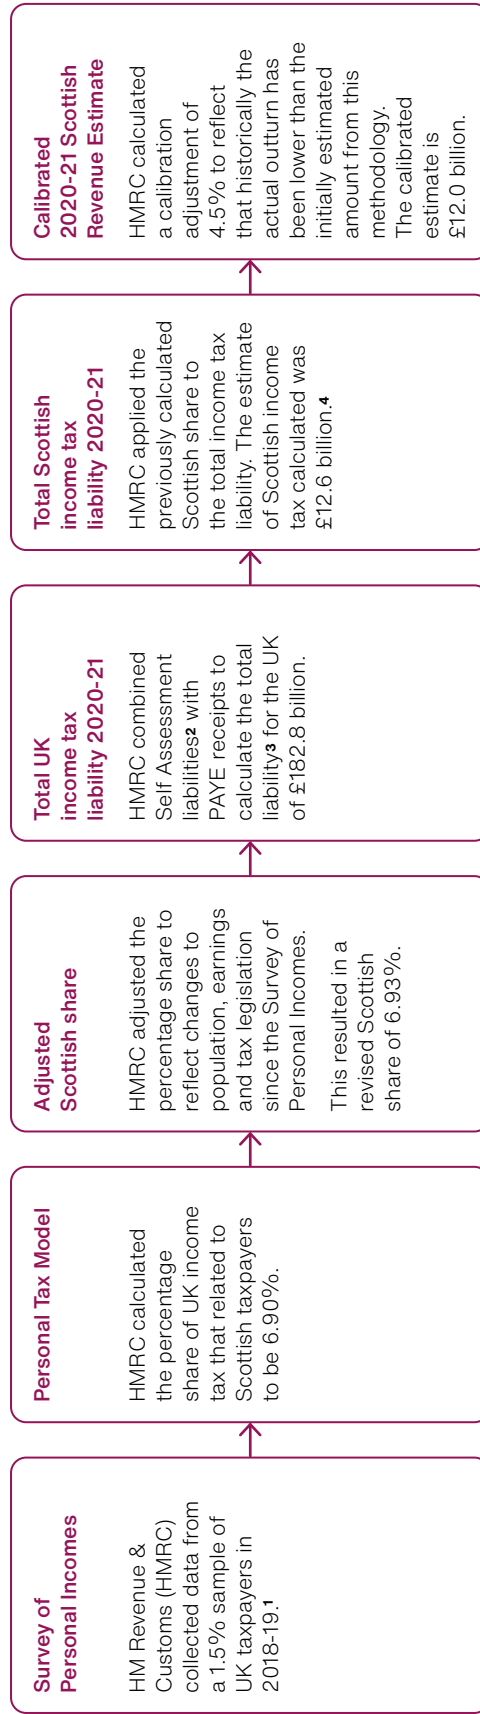 Survey of
Personal Incomes
HM Revenue &
Customs (HMRC)
collected data from
a 1.5% sample of
UK taxpayers in
2018-19.¹
Personal Tax Model
HMRC calculated
the percentage
share of UK income
tax that related to
Scottish taxpayers
to be 6.90%.
Adjusted
Scottish share
HMRC adjusted the
percentage share to
reflect changes to
population, earnings
and tax legislation
since the Survey of
Personal Incomes.
This resulted in a
revised Scottish
share of 6.93%.
Total UK
income tax
liability 2020-21
HMRC combined
Self Assessment
liabilities² with
PAYE receipts to
calculate the total
liability³ for the UK
of £182.8 billion.
Total Scottish
income tax
liability 2020-21
HMRC applied the
previously calculated
Scottish share to
the total income tax
liability. The estimate
of Scottish income
tax calculated was
£12.6 billion.⁴
Calibrated
2020-21 Scottish
Revenue Estimate
HMRC calculated
a calibration
adjustment of
4.5% to reflect
that historically the
actual outturn has
been lower than the
initially estimated
amount from this
methodology.
The calibrated
estimate is
£12.0 billion.